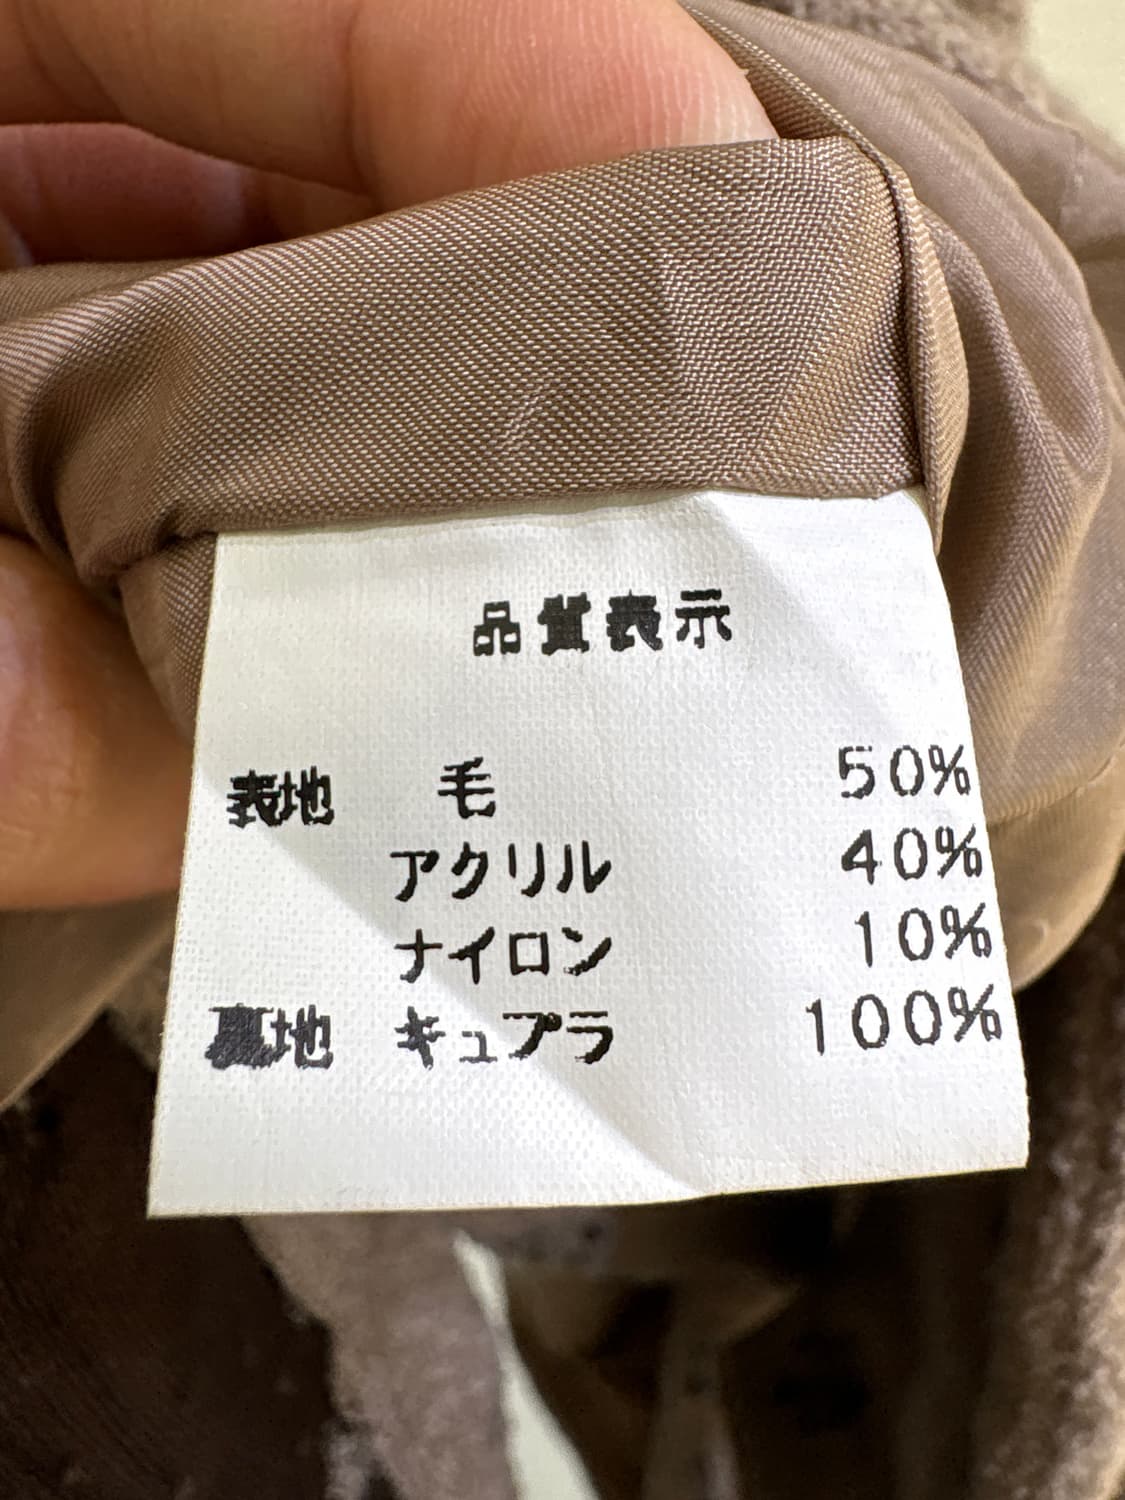 品質表示
表地 毛 50%
アクリル 40%
ナイロン 10%
裏地 キュプラ 100%